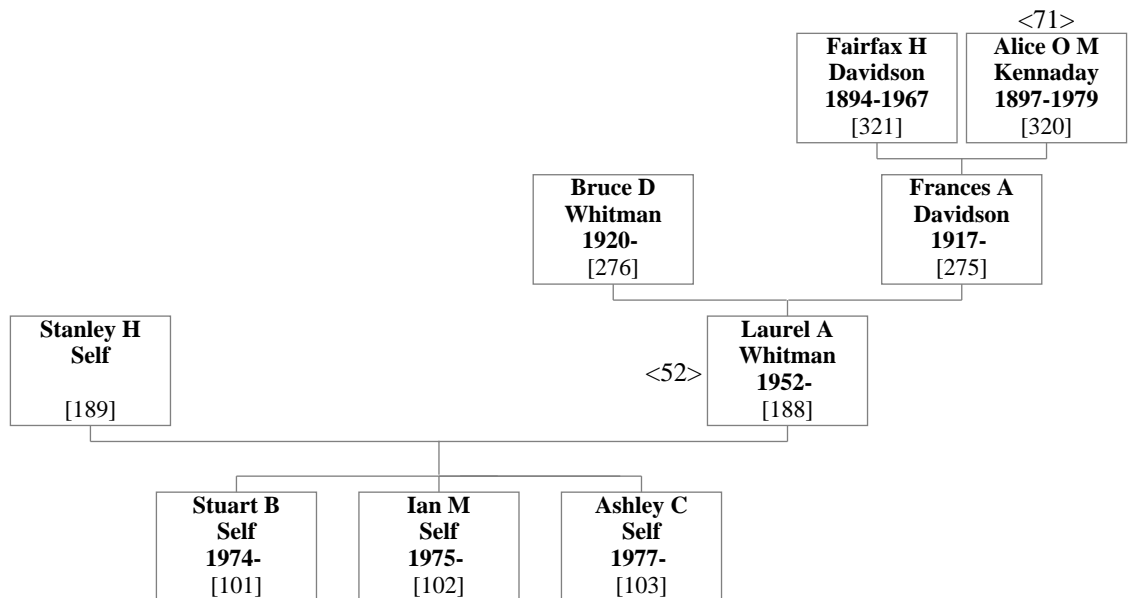 <71>
Fairfax H
Davidson
1894-1967
[321]
Alice O M
Kennaday
1897-1979
[320]
Bruce D
Whitman
1920-
[276]
Frances A
Davidson
1917-
[275]
Stanley H
Self
[189]
<52>
Laurel A
Whitman
1952-
[188]
Stuart B
Self
1974-
[101]
Ian M
Self
1975-
[102]
Ashley C
Self
1977-
[103]